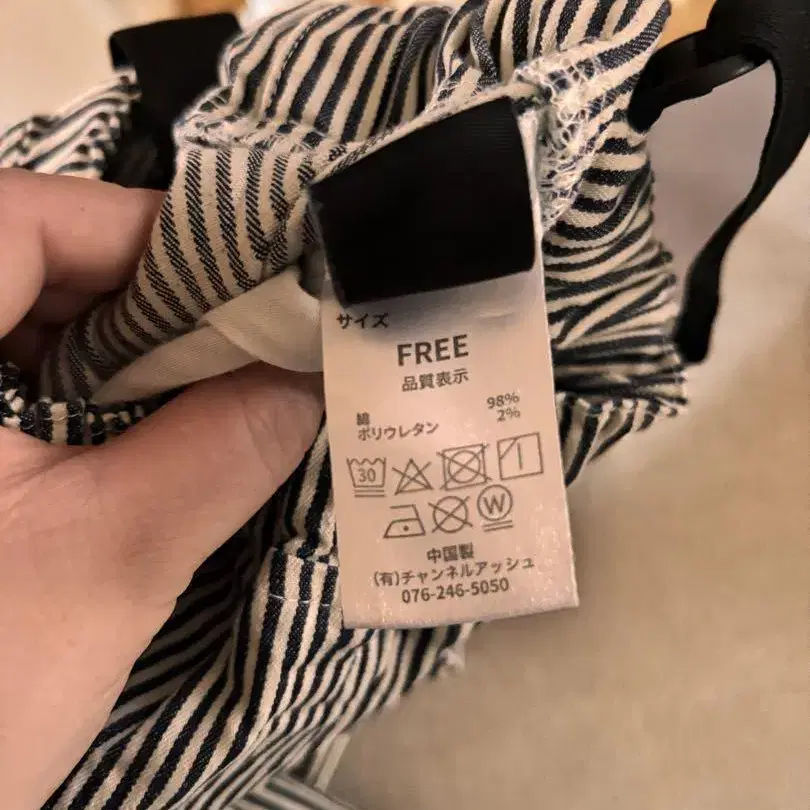 サイズ
FREE
品質表示
綿 98%
ポリウレタン 2%
30
W
中国製
(有)チャンネルアッシュ
076-246-5050